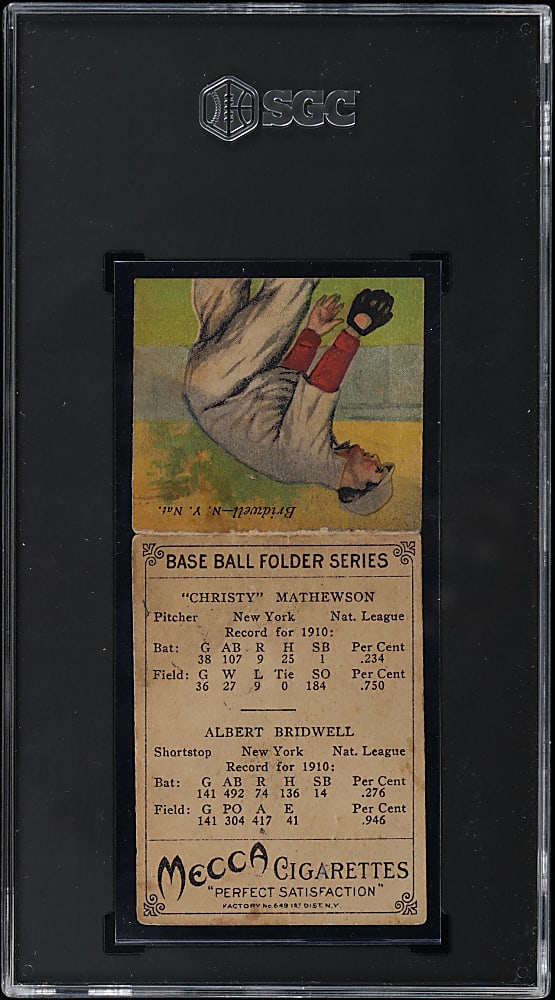 SGC
Bridwell—N. Y. Nat.
BASE BALL FOLDER SERIES
"CHRISTY" MATHEWSON
Pitcher New York Nat. League
Record for 1910:
Bat: G AB R H SB Per Cent
38 107 9 25 1 .234
Field: G W L Tie SO Per Cent
36 27 9 0 184 .750
ALBERT BRIDWELL
Shortstop New York Nat. League
Record for 1910:
Bat: G AB R H SB Per Cent
141 492 74 136 14 .276
Field: G PO A E Per Cent
141 304 417 41 .946
MECCA CIGARETTES
"PERFECT SATISFACTION"
FACTORY No. 649 1ST DIST. N.Y.